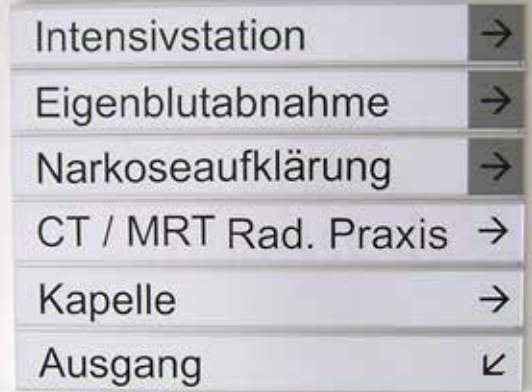 Intensivstation →
Eigenblutabnahme →
Narkoseaufklärung →
CT / MRT Rad. Praxis →
Kapelle →
Ausgang ↙